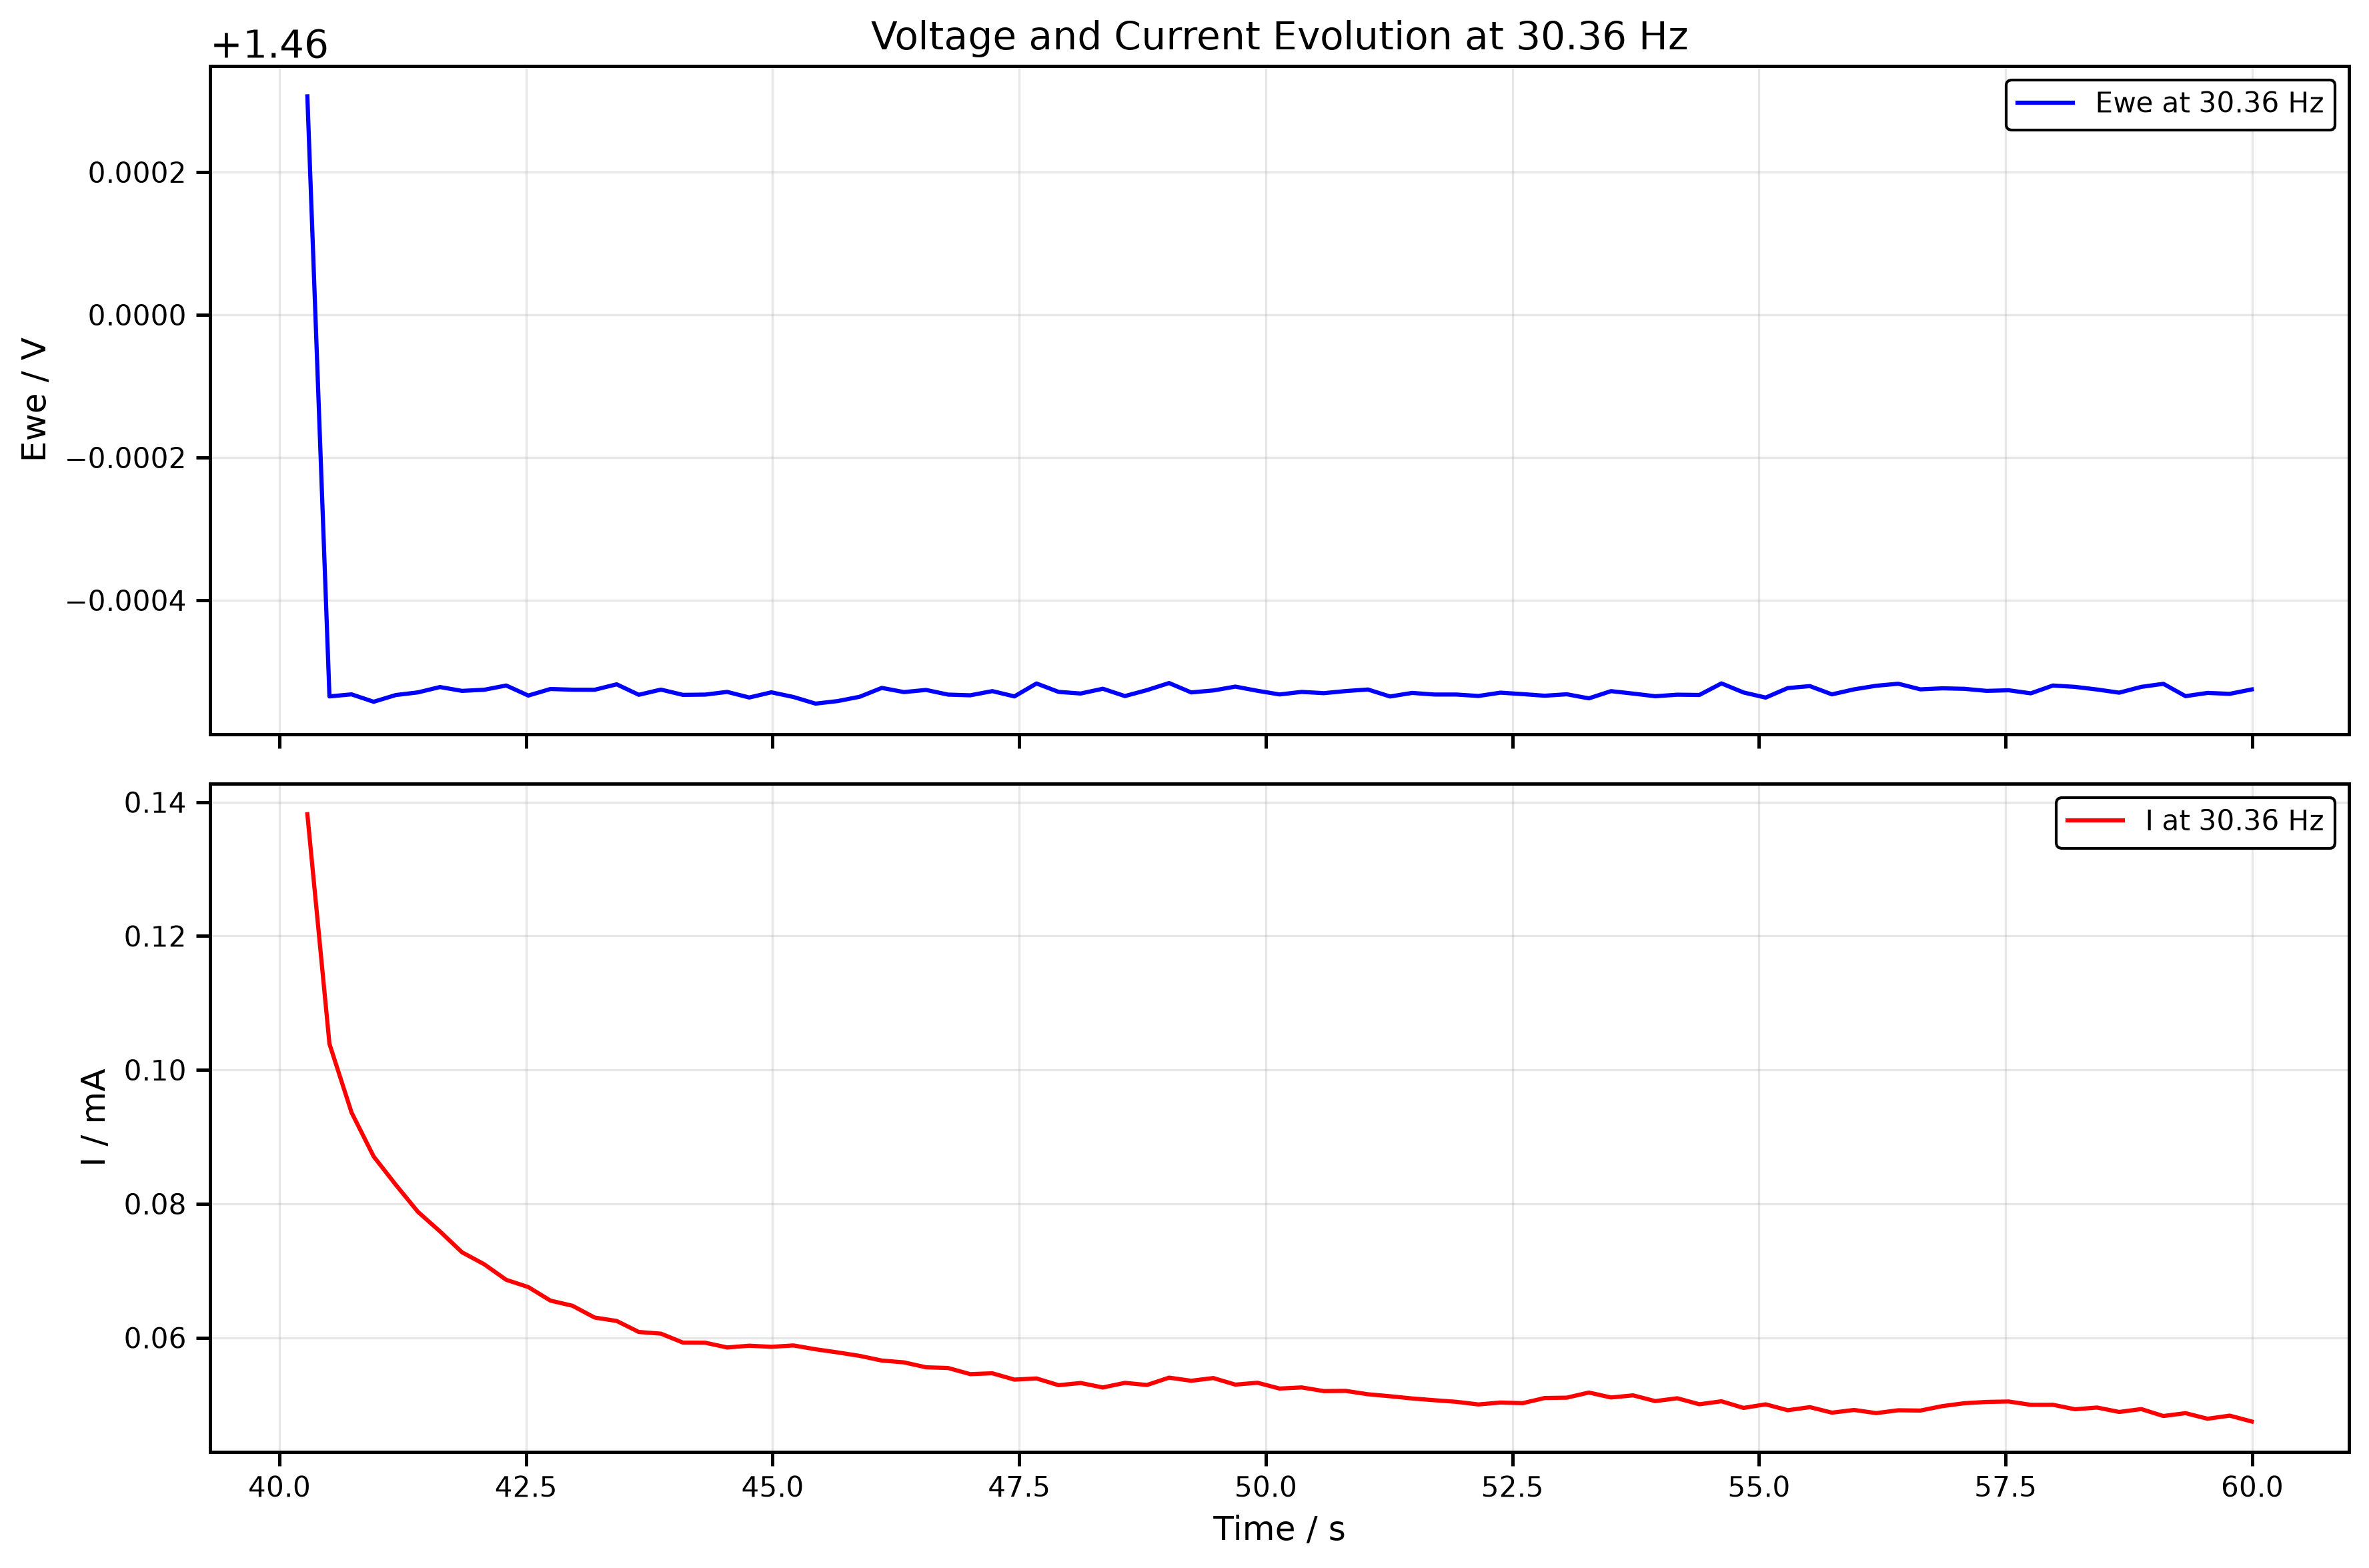 +1.46
Voltage and Current Evolution at 30.36 Hz
Ewe at 30.36 Hz
0.0002
0.0000
−0.0002
−0.0004
Ewe / V
I at 30.36 Hz
0.14
0.12
0.10
0.08
0.06
I / mA
40.0 42.5 45.0 47.5 50.0 52.5 55.0 57.5 60.0
Time / s